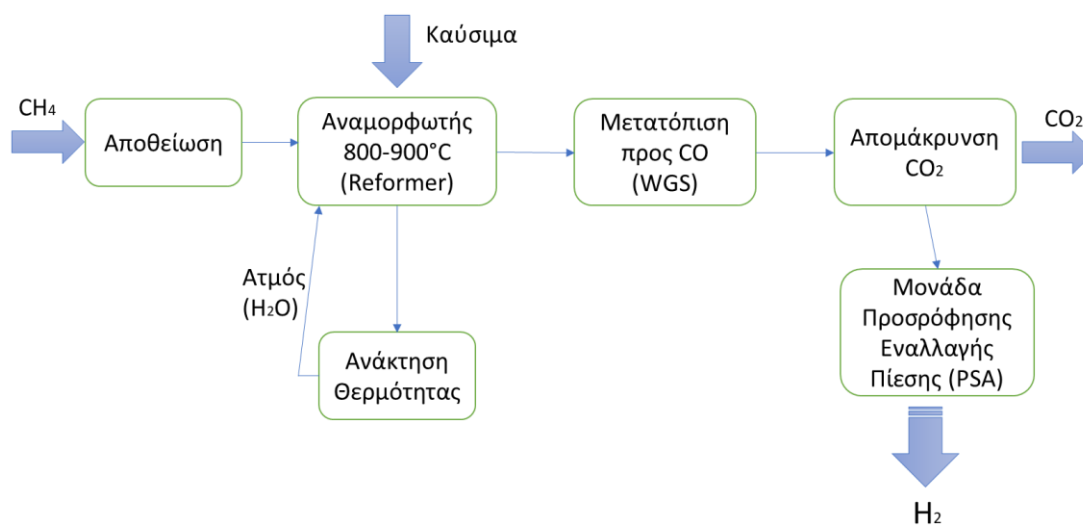 Καύσιμα
CH₄
Αποθείωση
Αναμορφωτής
800-900°C
(Reformer)
Μετατόπιση
προς CO
(WGS)
Απομάκρυνση
CO₂
CO₂
Ατμός
(H₂O)
Ανάκτηση
Θερμότητας
Μονάδα
Προσρόφησης
Εναλλαγής
Πίεσης (PSA)
H₂